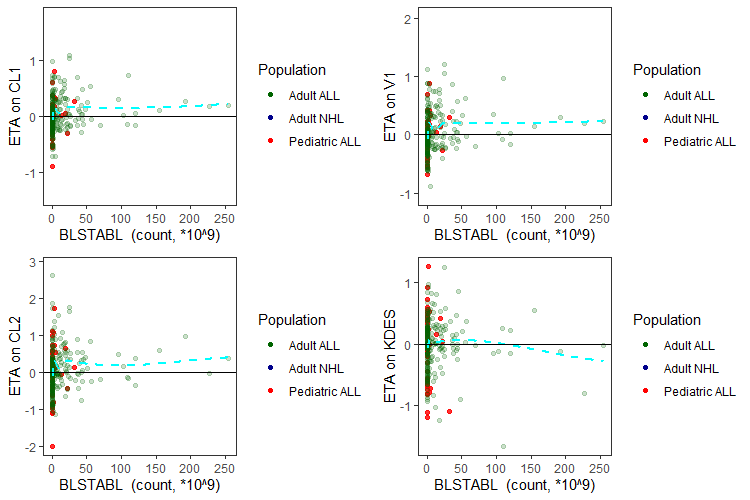 ETA on CL1
1
0
-1
0 50 100 150 200 250
BLSTABL (count, *10^9)
Population
Adult ALL
Adult NHL
Pediatric ALL
ETA on V1
2
1
0
-1
0 50 100 150 200 250
BLSTABL (count, *10^9)
Population
Adult ALL
Adult NHL
Pediatric ALL
ETA on CL2
3
2
1
0
-1
-2
0 50 100 150 200 250
BLSTABL (count, *10^9)
Population
Adult ALL
Adult NHL
Pediatric ALL
ETA on KDES
1
0
-1
0 50 100 150 200 250
BLSTABL (count, *10^9)
Population
Adult ALL
Adult NHL
Pediatric ALL